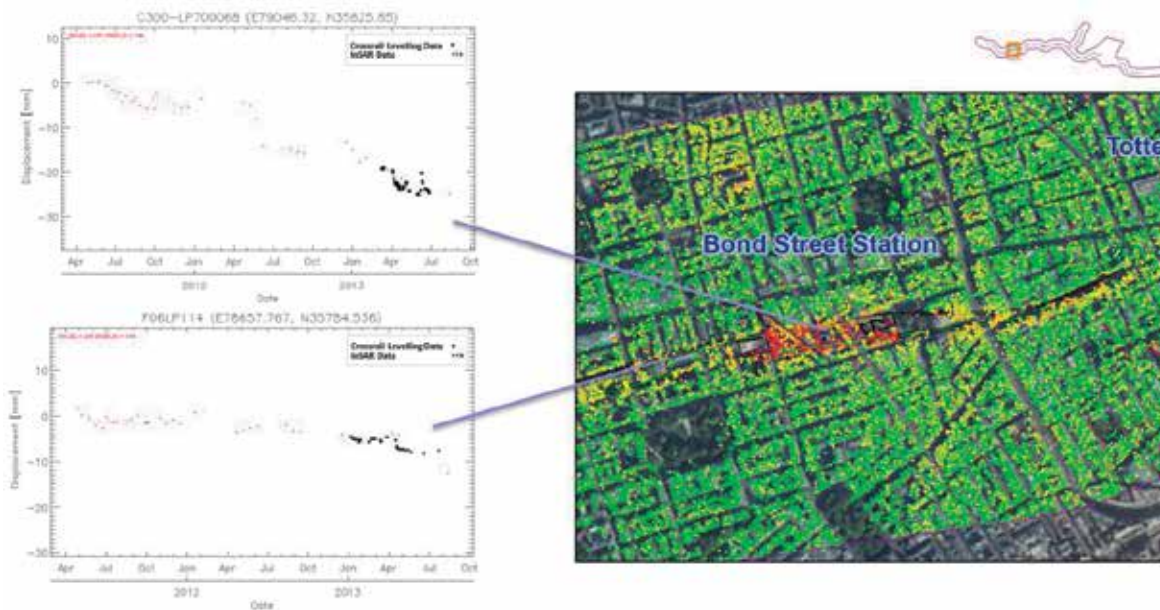 C300-LP700068 (E79046.32, N35825.85)
Crossrail Levelling Data
InSAR Data
Displacement [mm]
10
0
-10
-20
-30
Apr Jul Oct Jan Apr Jul Oct Jan Apr Jul Oct
2012 2013
Date
F06LP114 (E78657.767, N35784.536)
Crossrail Levelling Data
InSAR Data
Displacement [mm]
10
0
-10
-20
-30
Apr Jul Oct Jan Apr Jul Oct Jan Apr Jul Oct
2012 2013
Date
Totte
Bond Street Station